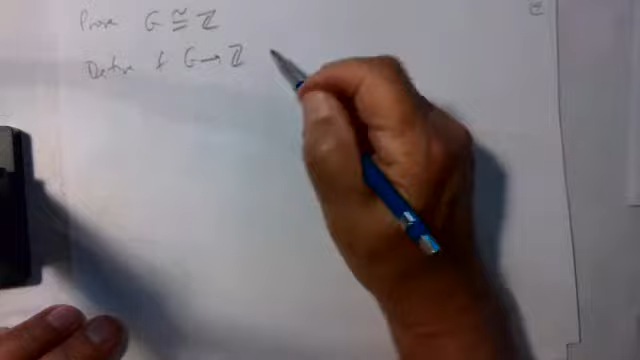 Prove G ≅ ℤ
Define f G → ℤ